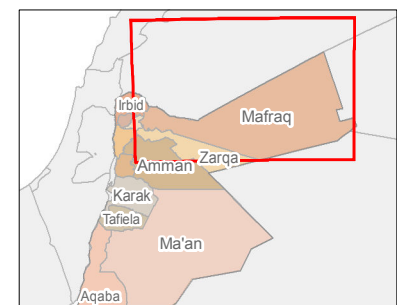 Irbid
Mafraq
Zarqa
Amman
Karak
Tafiela
Ma'an
Aqaba